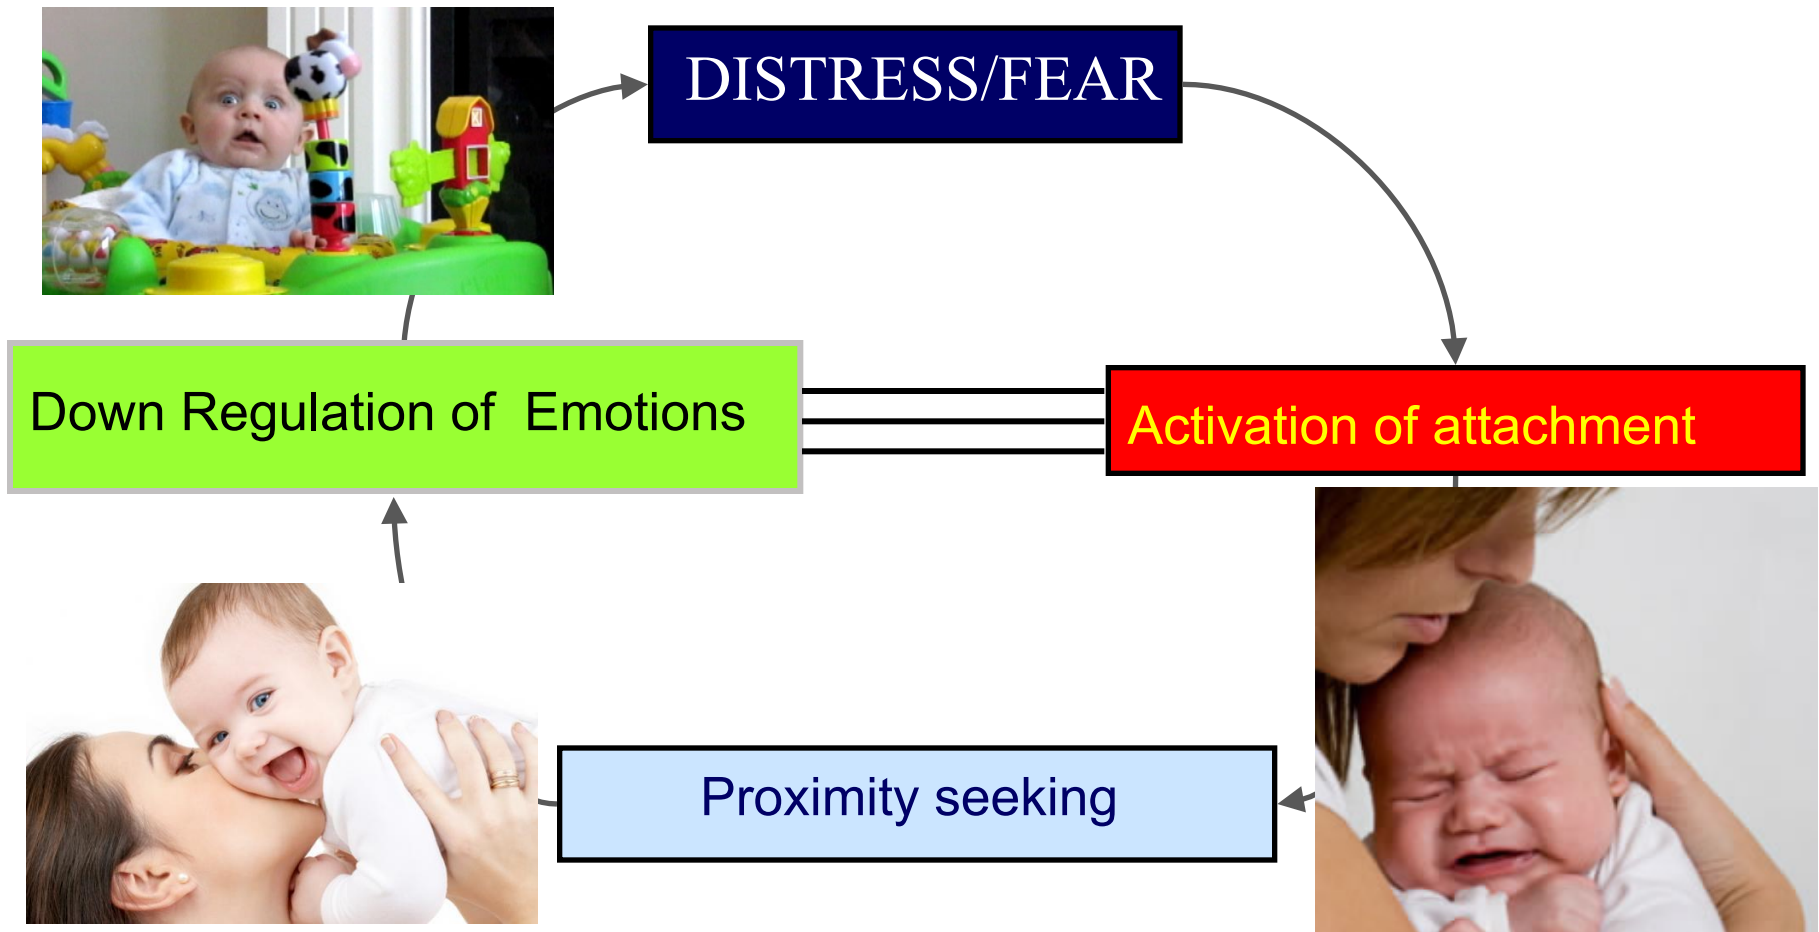 DISTRESS/FEAR
Down Regulation of  Emotions
Activation of attachment
Proximity seeking